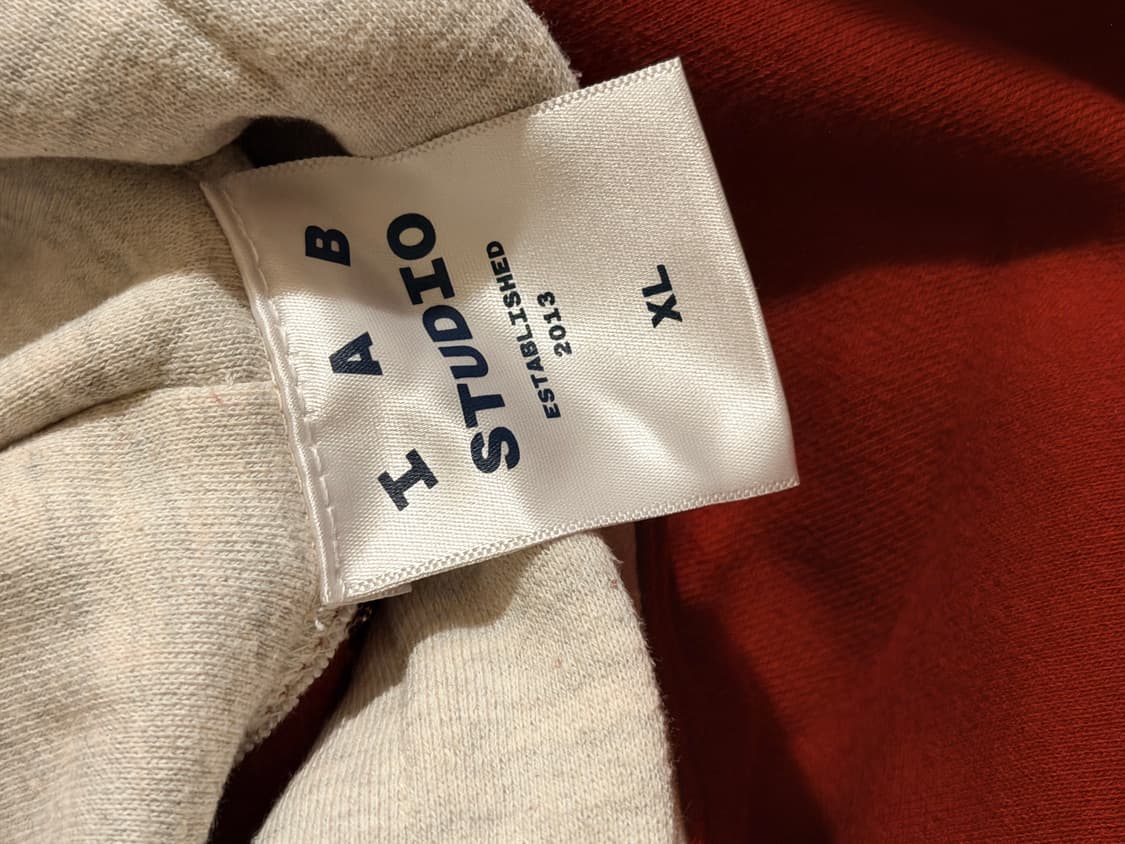 I A B
STUDIO
ESTABLISHED
2013
XL